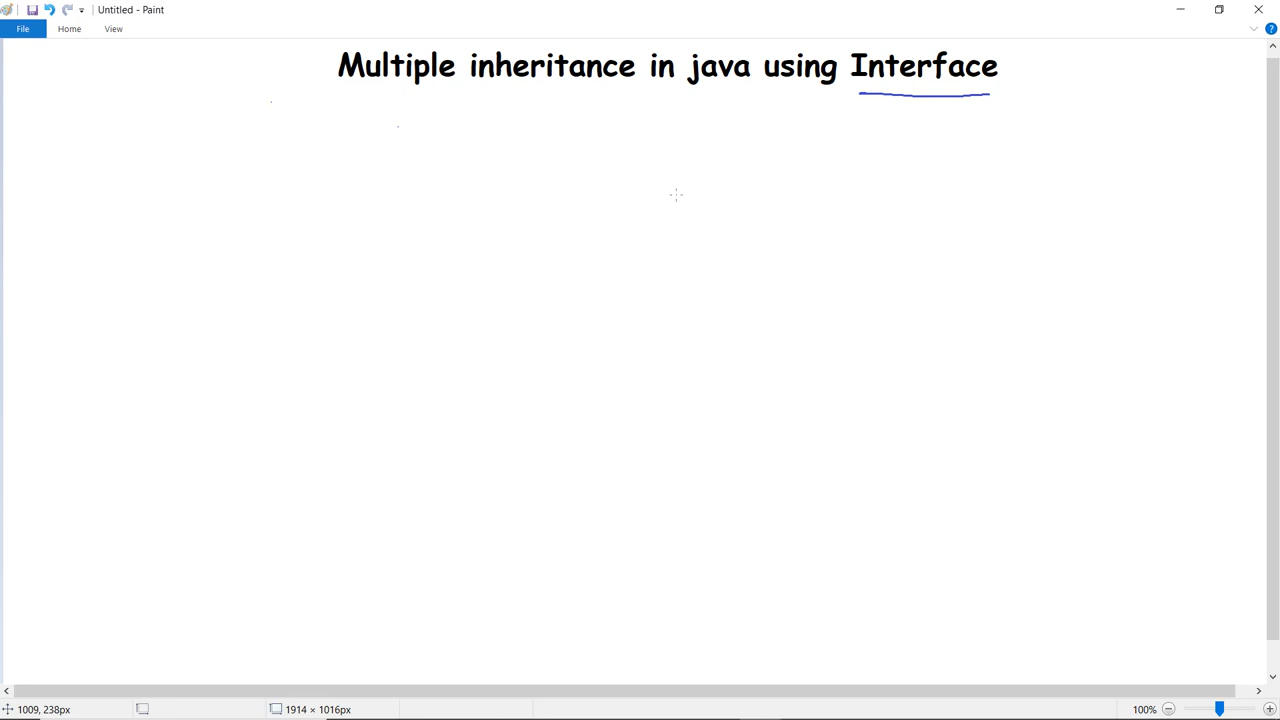 Untitled - Paint
File Home View
Multiple inheritance in java using Interface
1009, 238px
1914 × 1016px
100%